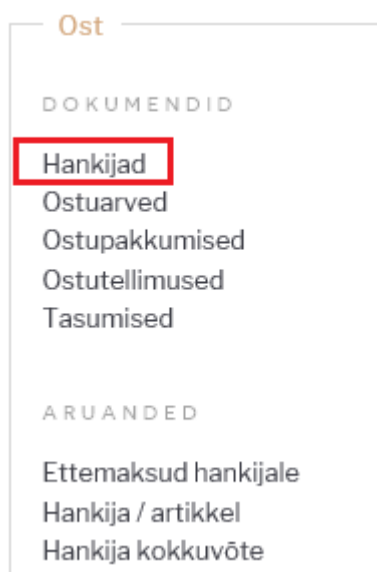 Ost
DOKUMENDID
Hankijad
Ostuarved
Ostupakkumised
Ostutellimused
Tasumised
ARUANDED
Ettemaksud hankijale
Hankija / artikkel
Hankija kokkuvõte